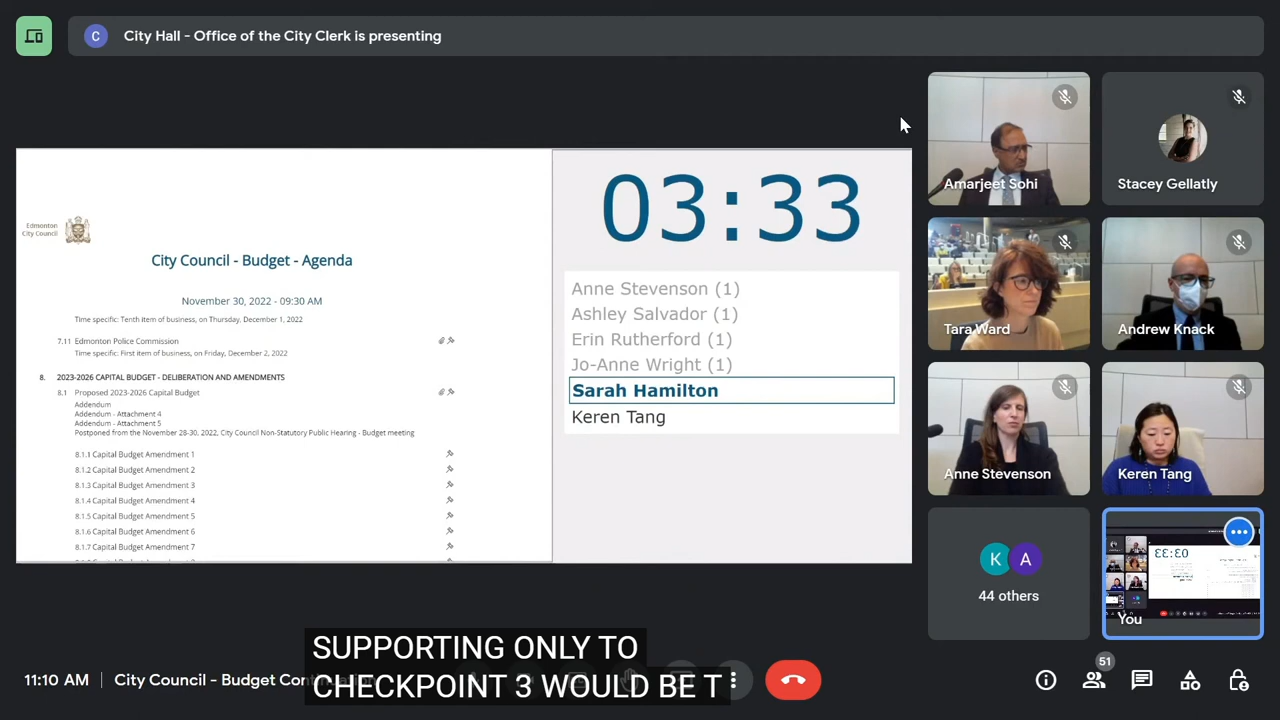 C City Hall - Office of the City Clerk is presenting
Edmonton
City Council
City Council - Budget - Agenda
November 30, 2022 - 09:30 AM
Time specific: Tenth item of business, on Thursday, December 1, 2022
7.11 Edmonton Police Commission
Time specific: First item of business, on Friday, December 2, 2022
8. 2023-2026 CAPITAL BUDGET - DELIBERATION AND AMENDMENTS
8.1 Proposed 2023-2026 Capital Budget
Addendum
Addendum - Attachment 4
Addendum - Attachment 5
Postponed from the November 28-30, 2022, City Council Non-Statutory Public Hearing - Budget meeting
8.1.1 Capital Budget Amendment 1
8.1.2 Capital Budget Amendment 2
8.1.3 Capital Budget Amendment 3
8.1.4 Capital Budget Amendment 4
8.1.5 Capital Budget Amendment 5
8.1.6 Capital Budget Amendment 6
8.1.7 Capital Budget Amendment 7
03:33
Anne Stevenson (1)
Ashley Salvador (1)
Erin Rutherford (1)
Jo-Anne Wright (1)
Sarah Hamilton
Keren Tang
Amarjeet Sohi
Stacey Gellatly
Tara Ward
Andrew Knack
Anne Stevenson
Keren Tang
K A
44 others
You
SUPPORTING ONLY TO
CHECKPOINT 3 WOULD BE T
11:10 AM | City Council - Budget Con
51